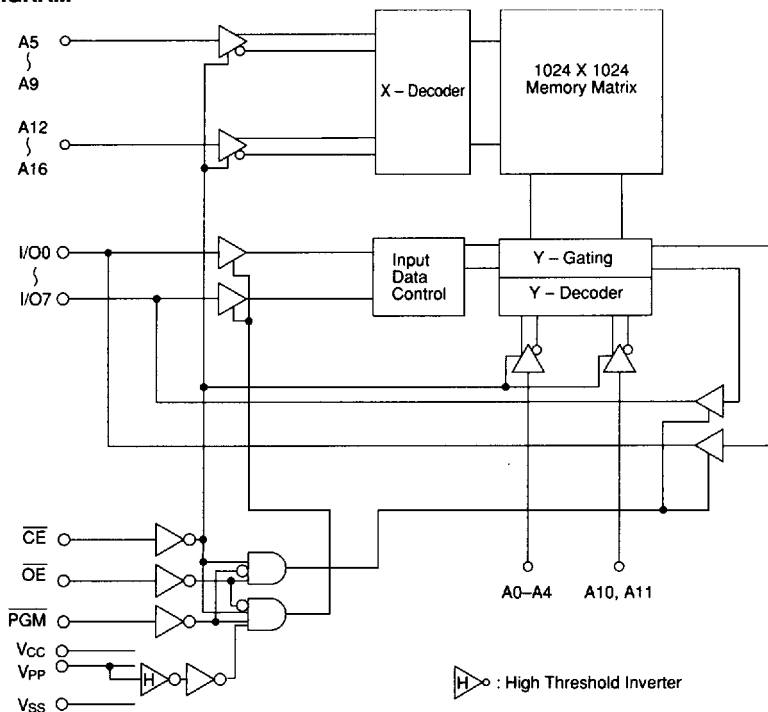 A5
A9
A12
A16
X – Decoder
1024 X 1024
Memory Matrix
I/O0
I/O7
Input
Data
Control
Y – Gating
Y – Decoder
CE
OE
PGM
VCC
VPP
VSS
H
A0–A4
A10, A11
H : High Threshold Inverter